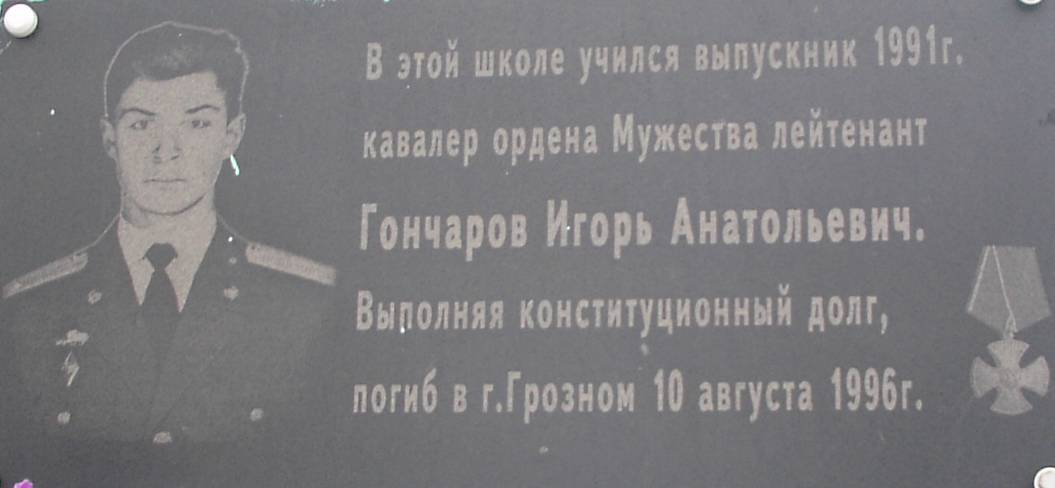 В этой школе учился выпускник 1991г.
кавалер ордена Мужества лейтенант
Гончаров Игорь Анатольевич.
Выполняя конституционный долг,
погиб в г.Грозном 10 августа 1996г.